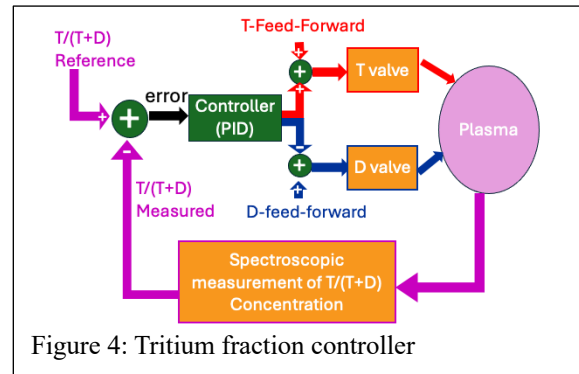 T-Feed-Forward
T/(T+D)
Reference
+
+
T valve
error
Controller
(PID)
+
+
+
Plasma
-
-
+
D valve
T/(T+D)
Measured
+
D-feed-forward
Spectroscopic
measurement of T/(T+D)
Concentration
Figure 4: Tritium fraction controller